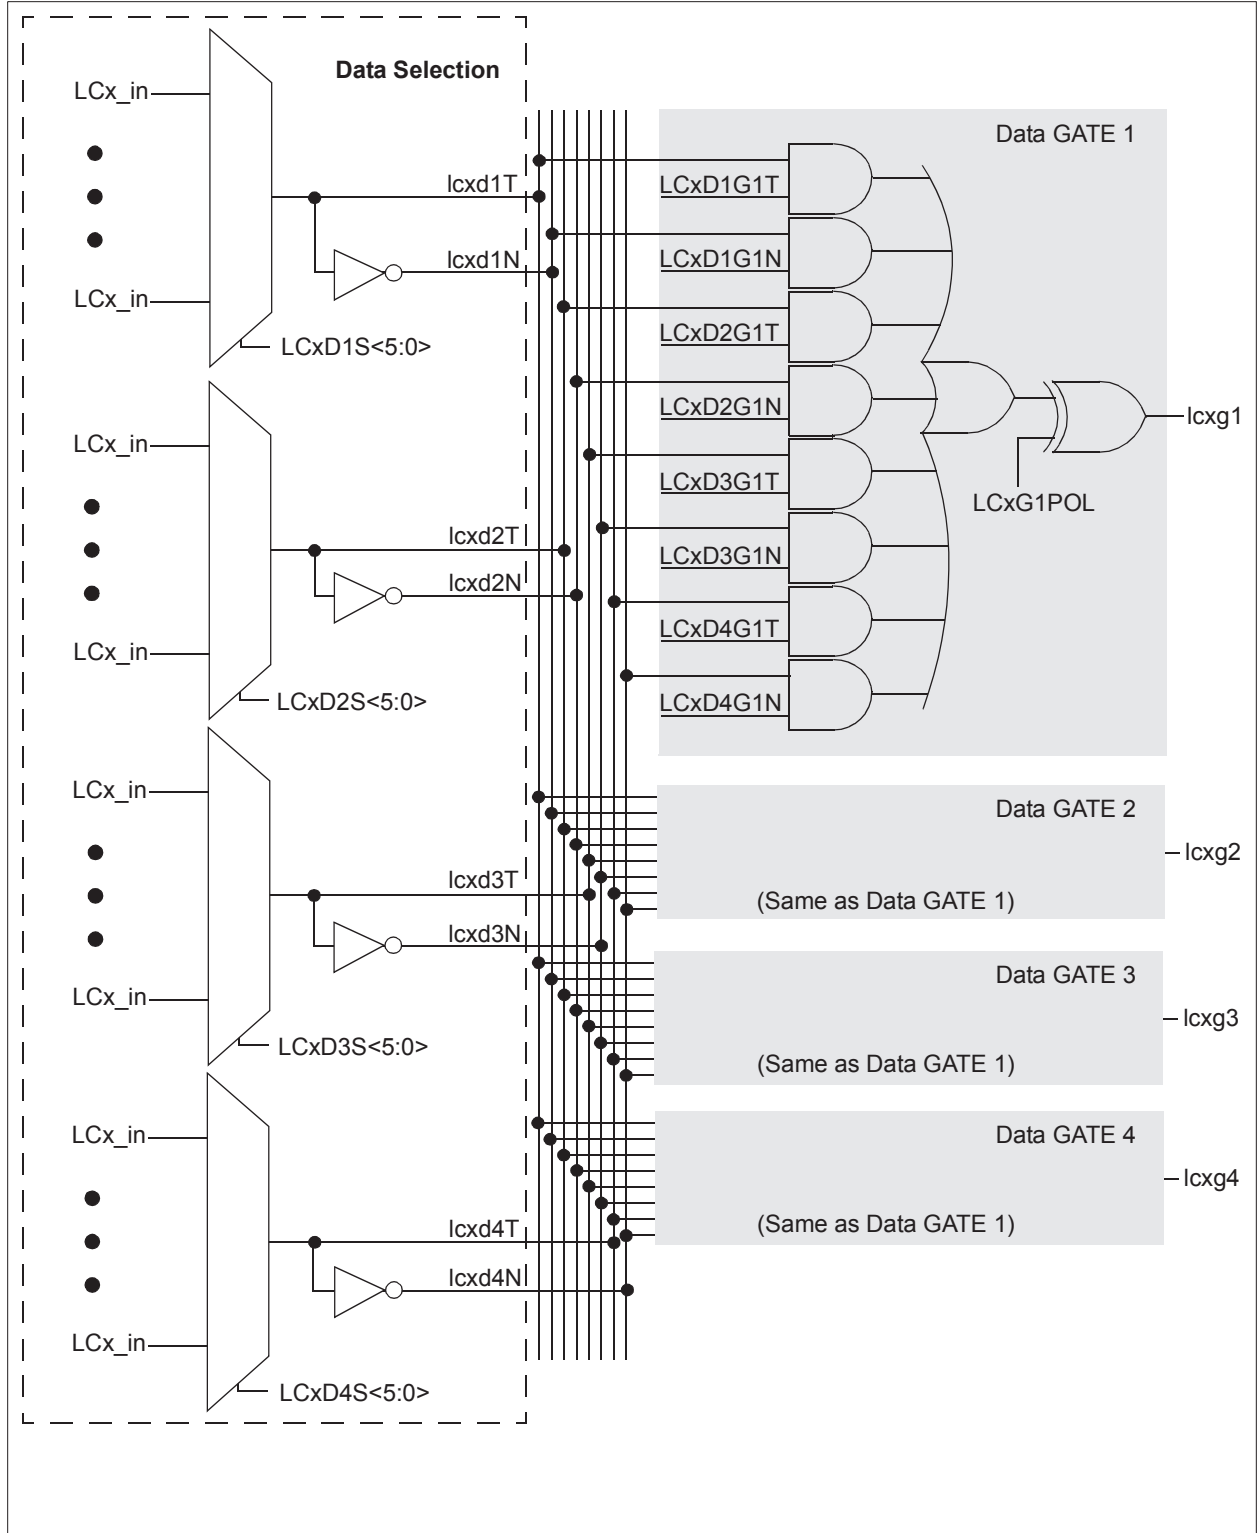 Data Selection
LCx_in
LCx_in
LCxD1S<5:0>
lcxd1T
lcxd1N
LCx_in
LCx_in
LCxD2S<5:0>
lcxd2T
lcxd2N
LCx_in
LCx_in
LCxD3S<5:0>
lcxd3T
lcxd3N
LCx_in
LCx_in
LCxD4S<5:0>
lcxd4T
lcxd4N
Data GATE 1
LCxD1G1T
LCxD1G1N
LCxD2G1T
LCxD2G1N
LCxD3G1T
LCxD3G1N
LCxD4G1T
LCxD4G1N
LCxG1POL
lcxg1
Data GATE 2
(Same as Data GATE 1)
lcxg2
Data GATE 3
(Same as Data GATE 1)
lcxg3
Data GATE 4
(Same as Data GATE 1)
lcxg4